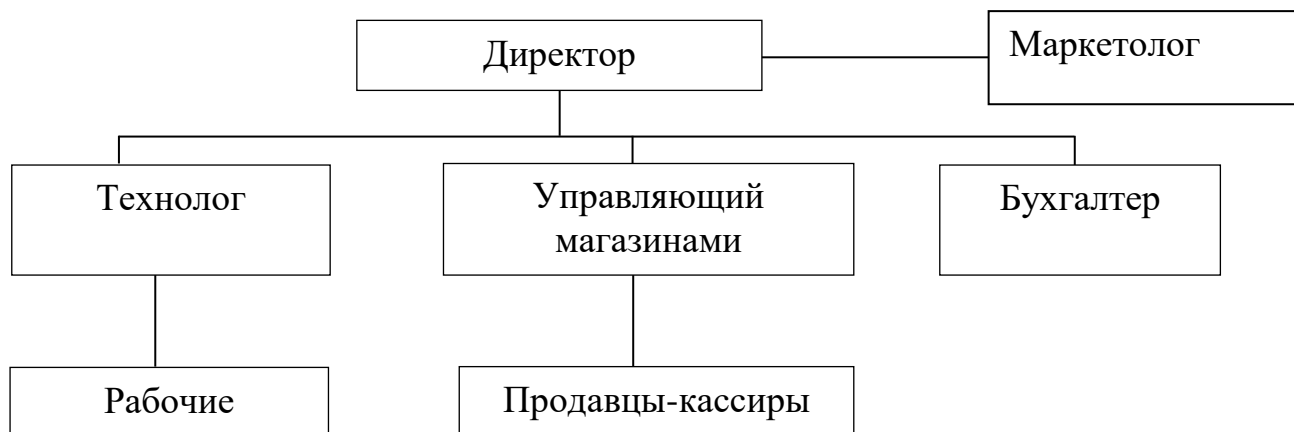 Директор
Маркетолог
Технолог
Управляющий
магазинами
Бухгалтер
Рабочие
Продавцы-кассиры